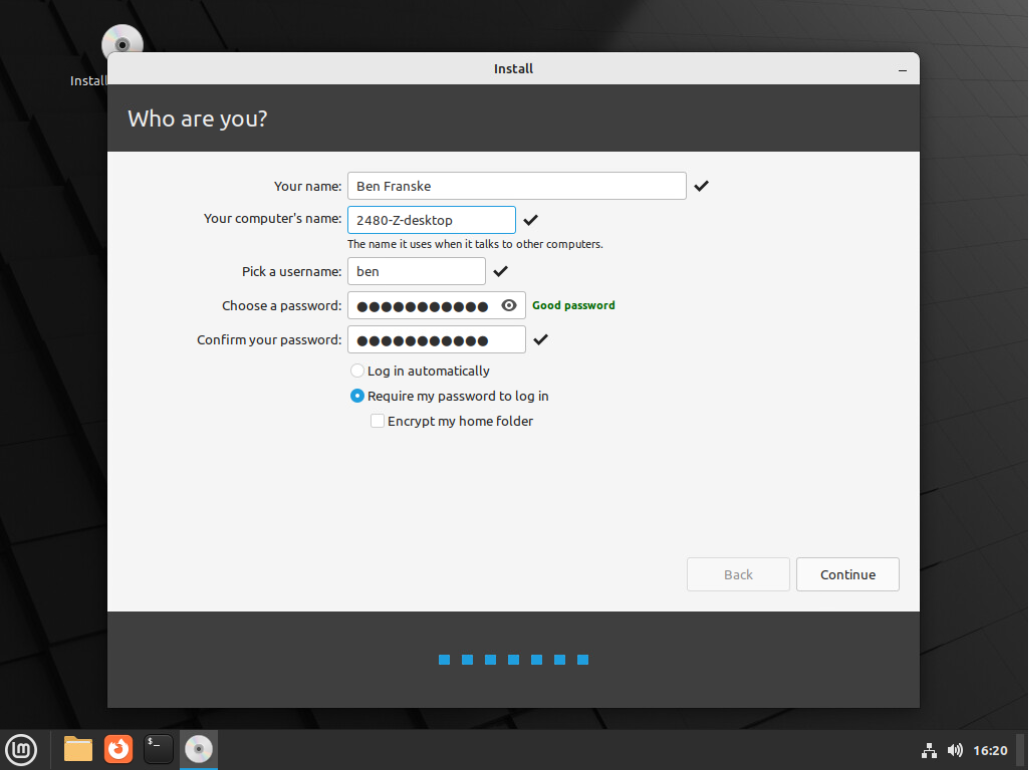 Install
Install
Who are you?
Your name: Ben Franske
Your computer's name: 2480-Z-desktop
The name it uses when it talks to other computers.
Pick a username: ben
Choose a password: ●●●●●●●●●●● Good password
Confirm your password: ●●●●●●●●●●●
Log in automatically
Require my password to log in
Encrypt my home folder
Back Continue
$_
lm 16:20